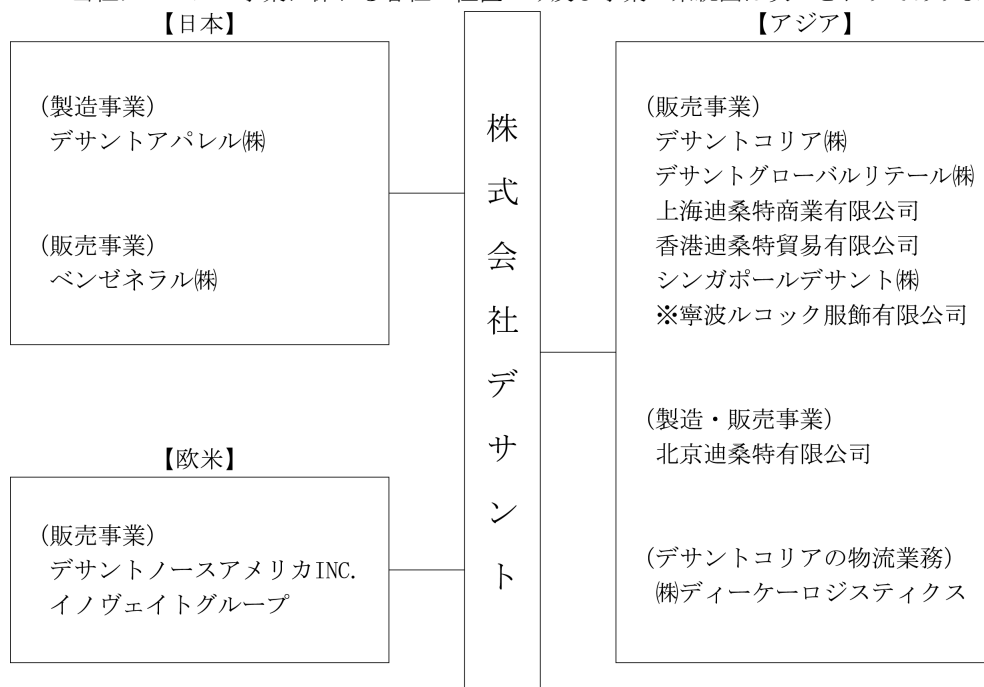 【日本】
(製造事業)
デサントアパレル㈱
(販売事業)
ベンゼネラル㈱
【欧米】
(販売事業)
デサントノースアメリカINC.
イノヴェイトグループ
株式会社デサント
【アジア】
(販売事業)
デサントコリア㈱
デサントグローバルリテール㈱
上海迪桑特商業有限公司
香港迪桑特貿易有限公司
シンガポールデサント㈱
※寧波ルコック服飾有限公司
(製造・販売事業)
北京迪桑特有限公司
(デサントコリアの物流業務)
㈱ディーケーロジスティクス